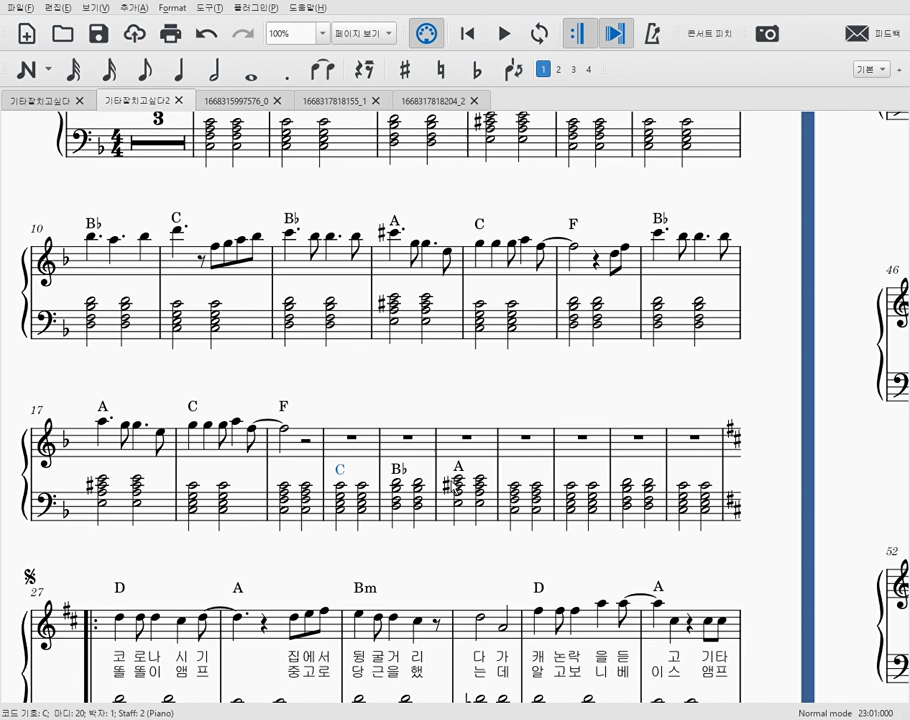 파일(F) 편집(E) 보기(V) 추가(A) Format 도구(T) 플러그인(P) 도움말(H)
100% 페이지 보기 콘서트 피치 피드백
1 2 3 4 기본 +
기타잘치고싶다 기타잘치고싶다2 1668315997576_0 1668317818155_1 1668317818204_2
3
10 B♭ C B♭ A C F B♭
46
17 A C F
C B♭ A
52
27 D A Bm D A
코 로나 시 기 집에서 뒹 굴거 리 다 가 캐 논락 을 듣 고 기타
똘 똘이 앰 프 중고로 당 근을 했 는 데 알 고보 니 베 이 스 앰프
코드 기호: C; 마디: 20; 박자: 1; Staff: 2 (Piano) Normal mode 23:01:000